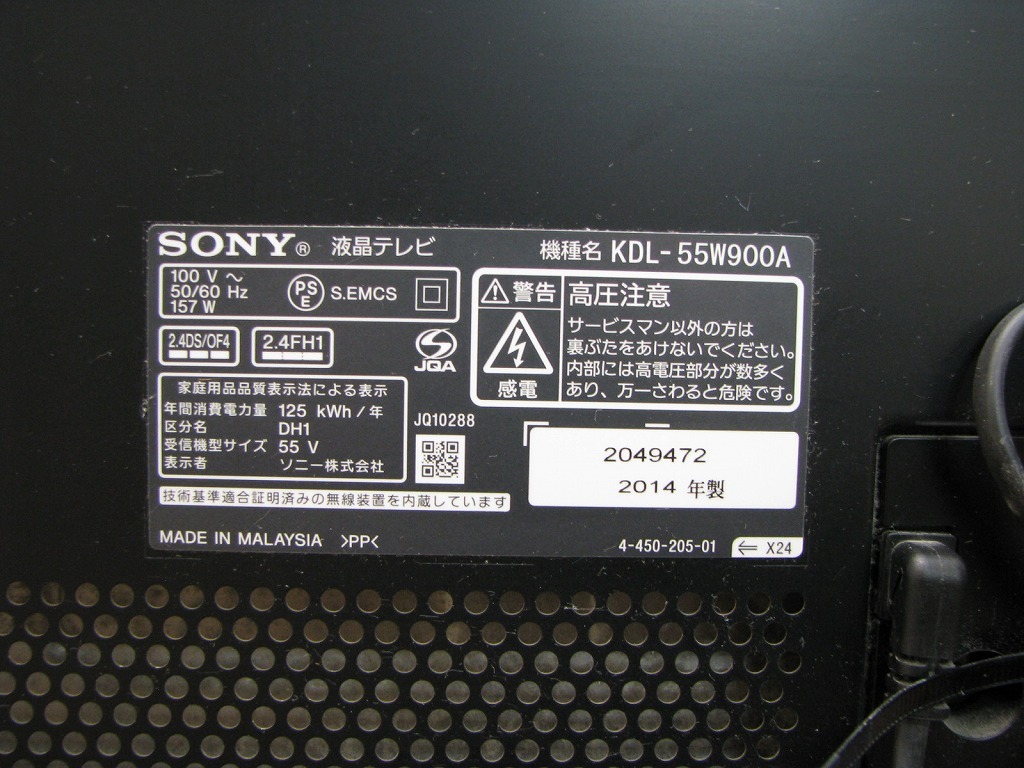 SONY® 液晶テレビ
機種名 KDL-55W900A
100 V ～
50/60 Hz
157 W
PS
E
S.EMCS
警告
高圧注意
サービスマン以外の方は
裏ぶたをあけないでください。
内部には高電圧部分が数多く
あり、万一さわると危険です。
感電
2.4DS/OF4
2.4FH1
JQA
家庭用品品質表示法による表示
年間消費電力量 125 kWh/年
区分名 DH1
受信機型サイズ 55 V
表示者 ソニー株式会社
JQ10288
2049472
2014 年製
技術基準適合証明済みの無線装置を内蔵しています
MADE IN MALAYSIA >PP<
4-450-205-01
← X24